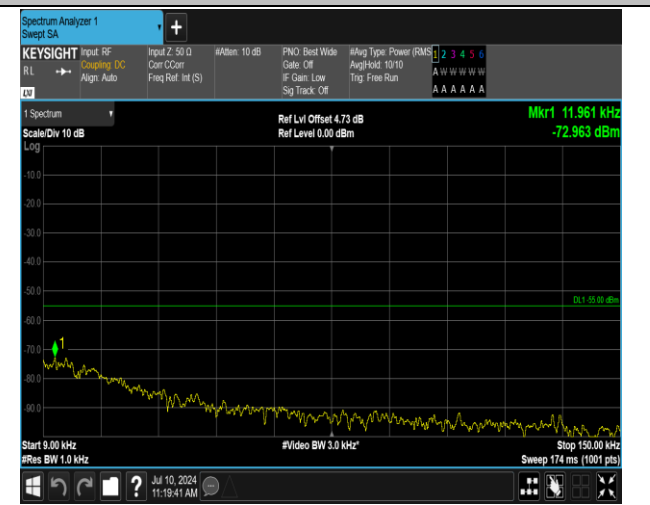 Spectrum Analyzer 1
Swept SA
+
KEYSIGHT Input: RF Input Z: 50 Ω #Atten: 10 dB PNO: Best Wide #Avg Type: Power (RMS 1 2 3 4 5 6
RL Coupling: DC Corr CCorr Gate: Off Avg|Hold: 10/10 A W W W W W
Align: Auto Freq Ref: Int (S) IF Gain: Low Trig: Free Run
Sig Track: Off A A A A A A
LXI
1 Spectrum Ref Lvl Offset 4.73 dB Mkr1 11.961 kHz
Scale/Div 10 dB Ref Level 0.00 dBm -72.963 dBm
Log
-10.0
-20.0
-30.0
-40.0
-50.0
DL1 -55.00 dBm
-60.0
-70.0
1
-80.0
-90.0
Start 9.00 kHz #Video BW 3.0 kHz* Stop 150.00 kHz
#Res BW 1.0 kHz Sweep 174 ms (1001 pts)
? Jul 10, 2024
11:19:41 AM